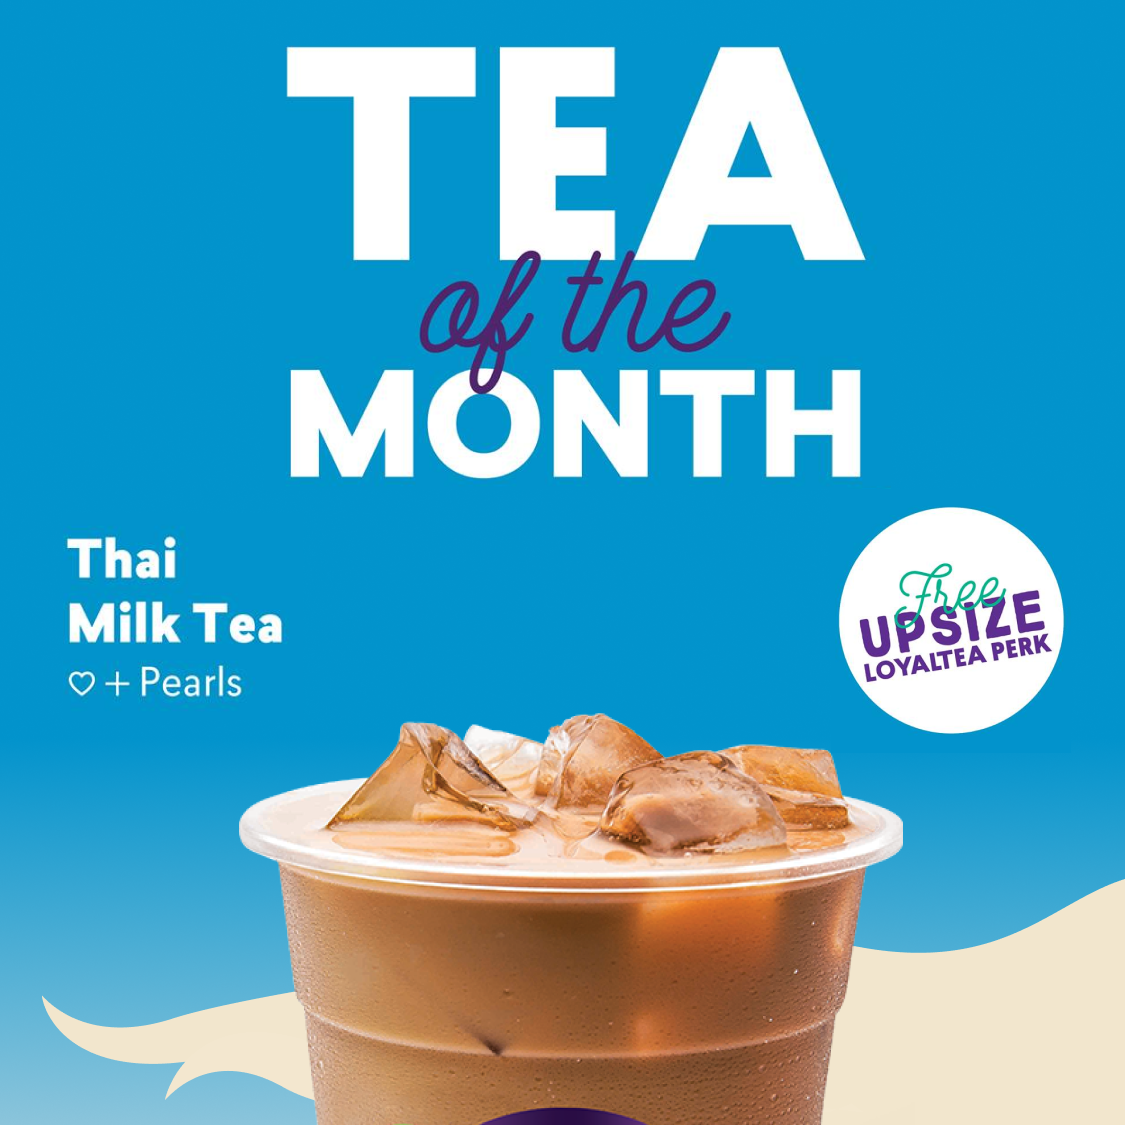 TEA
of the
MONTH
Thai
Milk Tea
♡ + Pearls
Free
UPSIZE
LOYALTEA PERK